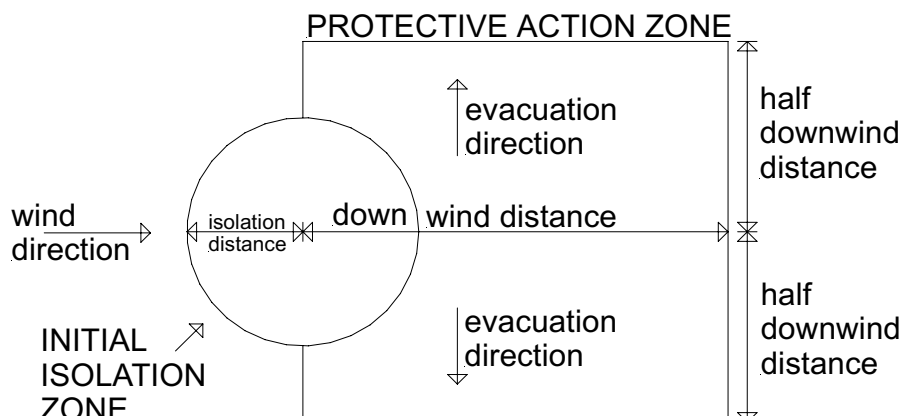 PROTECTIVE ACTION ZONE
evacuation
direction
half
downwind
distance
wind
direction
isolation
distance
down wind distance
evacuation
direction
half
downwind
distance
INITIAL
ISOLATION
ZONE